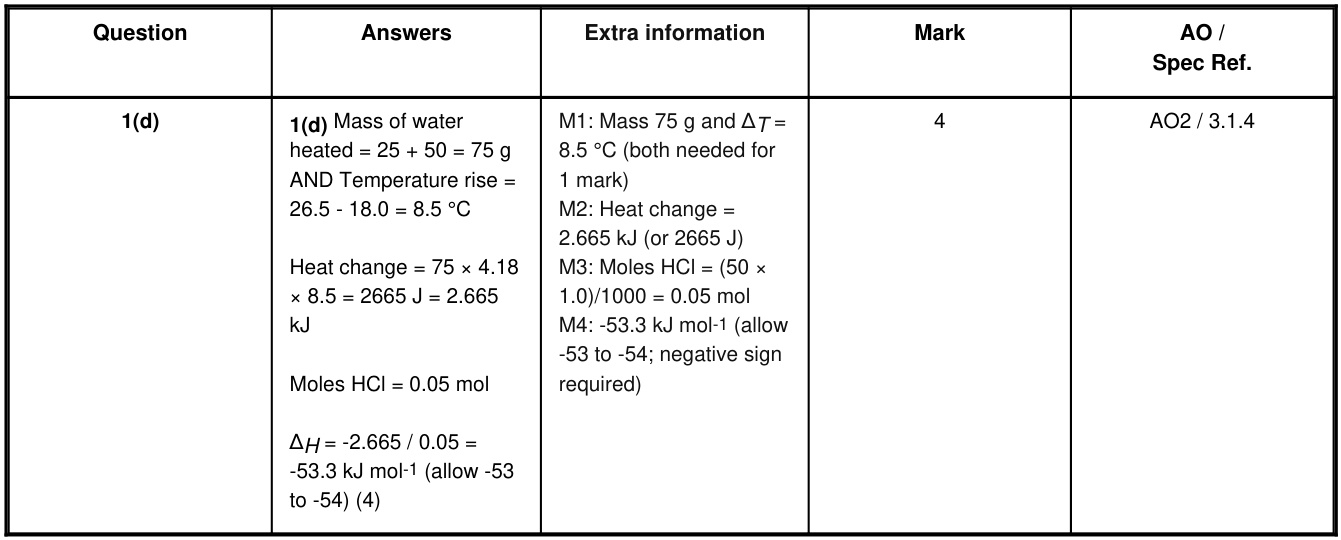 Question
Answers
Extra information
Mark
AO /
Spec Ref.
1(d)
1(d) Mass of water
heated = 25 + 50 = 75 g
AND Temperature rise =
26.5 - 18.0 = 8.5 °C
Heat change = 75 × 4.18
× 8.5 = 2665 J = 2.665
kJ
Moles HCl = 0.05 mol
ΔH = -2.665 / 0.05 =
-53.3 kJ mol-1 (allow -53
to -54) (4)
M1: Mass 75 g and ΔT =
8.5 °C (both needed for
1 mark)
M2: Heat change =
2.665 kJ (or 2665 J)
M3: Moles HCl = (50 ×
1.0)/1000 = 0.05 mol
M4: -53.3 kJ mol-1 (allow
-53 to -54; negative sign
required)
4
AO2 / 3.1.4